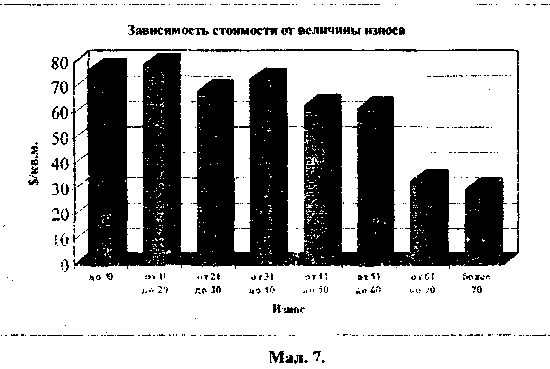 Зависимость стоимости от величины износа
80
70
60
50
40
30
20
10
0
$/кв.м.
до 10 от 11 от 21 от 31 от 41 от 51 от 61 более
до 20 до 30 до 40 до 50 до 60 до 70 70
Износ
Мал. 7.